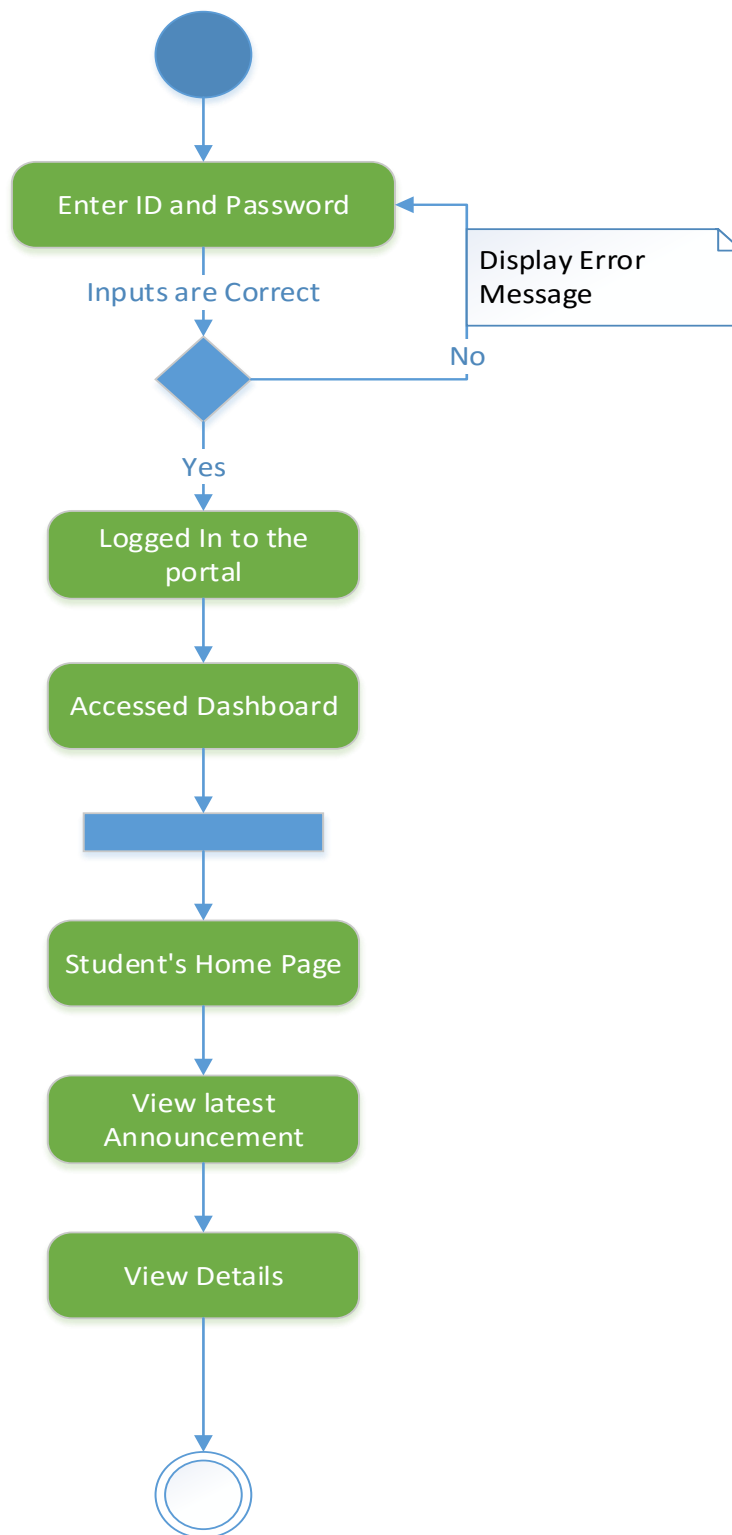 Enter ID and Password
Display Error
Message
Inputs are Correct
No
Yes
Logged In to the
portal
Accessed Dashboard
Student's Home Page
View latest
Announcement
View Details